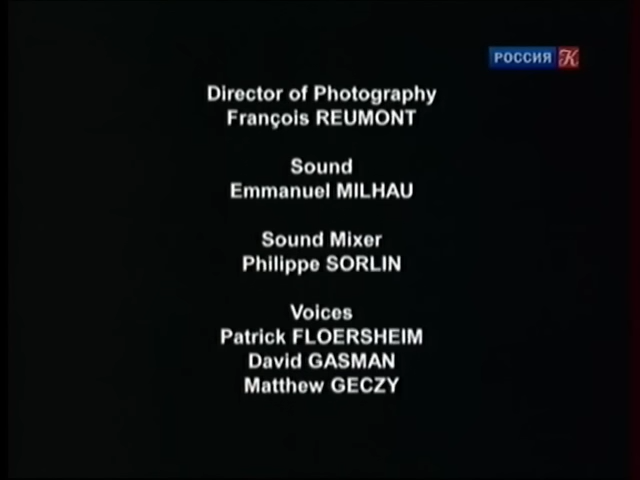 РОССИЯ К
Director of Photography
François REUMONT
Sound
Emmanuel MILHAU
Sound Mixer
Philippe SORLIN
Voices
Patrick FLOERSHEIM
David GASMAN
Matthew GECZY